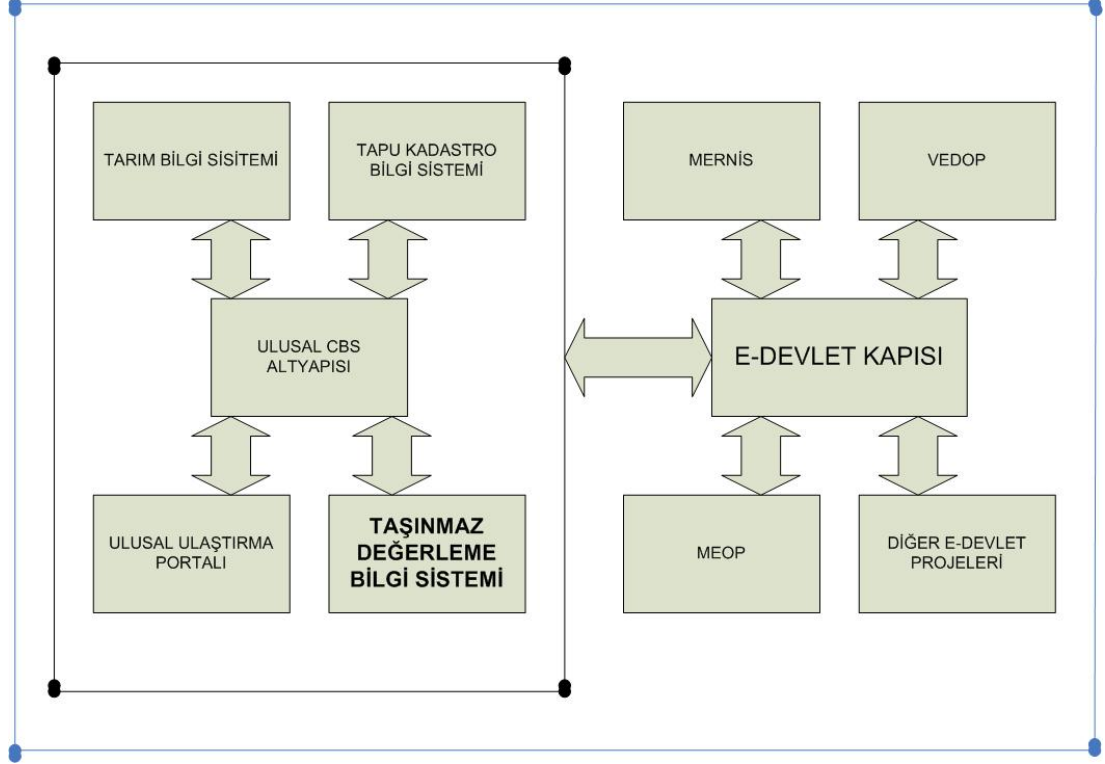 TARIM BİLGİ SİSİTEMİ
TAPU KADASTRO
BİLGİ SİSTEMİ
MERNİS
VEDOP
ULUSAL CBS
ALTYAPISI
E-DEVLET KAPISI
ULUSAL ULAŞTIRMA
PORTALI
TAŞINMAZ
DEĞERLEME
BİLGİ SİSTEMİ
MEOP
DİĞER E-DEVLET
PROJELERİ